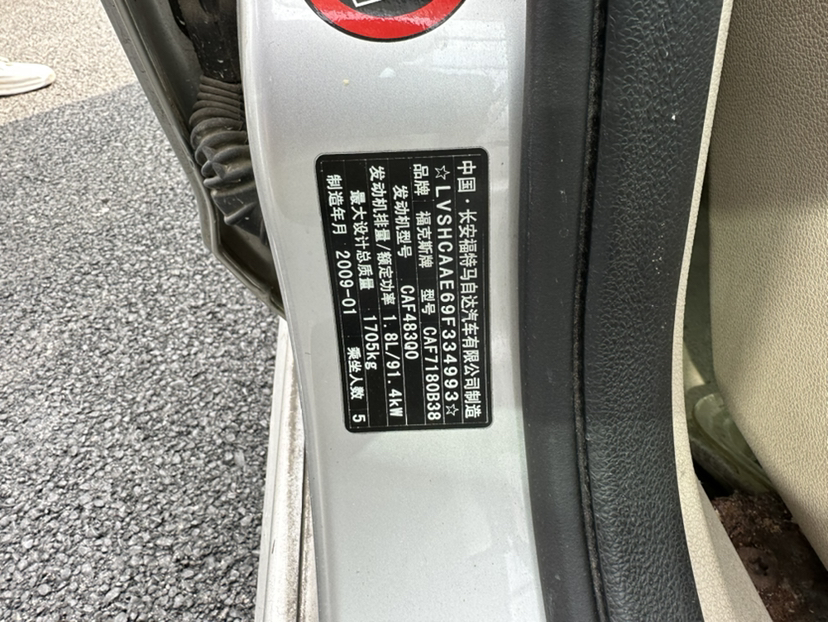 中国·长安福特马自达汽车有限公司制造
☆LVSHCAAE69F334993☆
品牌 福克斯牌 型号 CAF7180B38
发动机型号 CAF483Q0
发动机排量/额定功率 1.8L/91.4kW
最大设计总质量 1705kg
制造年月 2009-01 乘坐人数 5